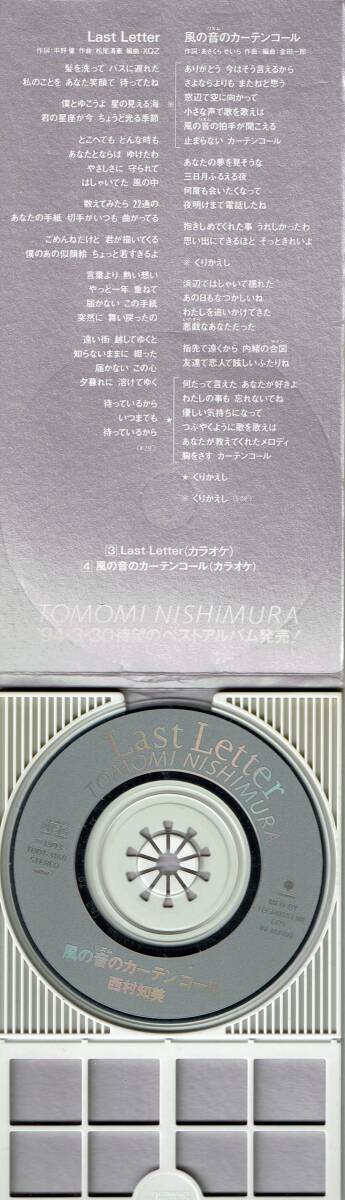 Last Letter
作詞:平野肇 作曲:松尾清憲 編曲:XQZ
髪を洗って バスに遅れた
私のことを あなた笑顔で 待ってたね
僕とゆこうよ 星の見える海 ※
君の星座が今 ちょうど光る季節
とこへでも どんな時も
あなたとならば ゆけたわ
やさしさに 守られて
はしゃいでた 風の中
数えてみたら 22通の
あなたの手紙 切手がいつも 曲がってる
ごめんねだけと 君が描いてくる
僕のあの似顔絵 ちょっと若すぎるよ
言葉より 熱い想い
やっと一年 重ねて
届かない この手紙
突然に 舞い戻ったの
遠い街 越してゆくと
知らないままに 綴った
届かない この心
夕暮れに 溶けてゆく
待っているから
いつまでも ★
待っているから
風の音のカーテンコール
作詞:あさくらせいら 作曲・編曲:金田一郎
ありがとう 今はそう言えるから
さよならよりも またねと思う
窓辺で空に向かって
※ 小さな声で歌を歌えば
風の音の拍手が聞こえる
止まらない カーテンコール
あなたの夢を見そうな
三日月ふるえる夜
何度も会いたくなって
夜明けまで電話したね
抱きしめてくれた事 うれしかったわ
思い出にできるほど そっときれいよ
※ くりかえし
浜辺ではしゃいで揺れた
あの日もなつかしいね
わたしを追いかけてきた
悪戯なあなただった
指先で遠くから 内緒の合図
友達で恋人で眩しいふたりね
何たって言えた あなたが好きよ
わたしの事も 忘れないでね
優しい気持ちになって
★ つぶやくように歌を歌えば
あなたが教えてくれたメロディ
胸をさす カーテンコール
★ くりかえし
※ くりかえし
3 Last Letter(カラオケ)
4 風の音のカーテンコール(カラオケ)
TOMOMI NISHIMURA
'94・3・30 待望のベストアルバム発売!
Last Letter
TOMOMI NISHIMURA
1993
STEREO
風の音のカーテンコール
西村知美